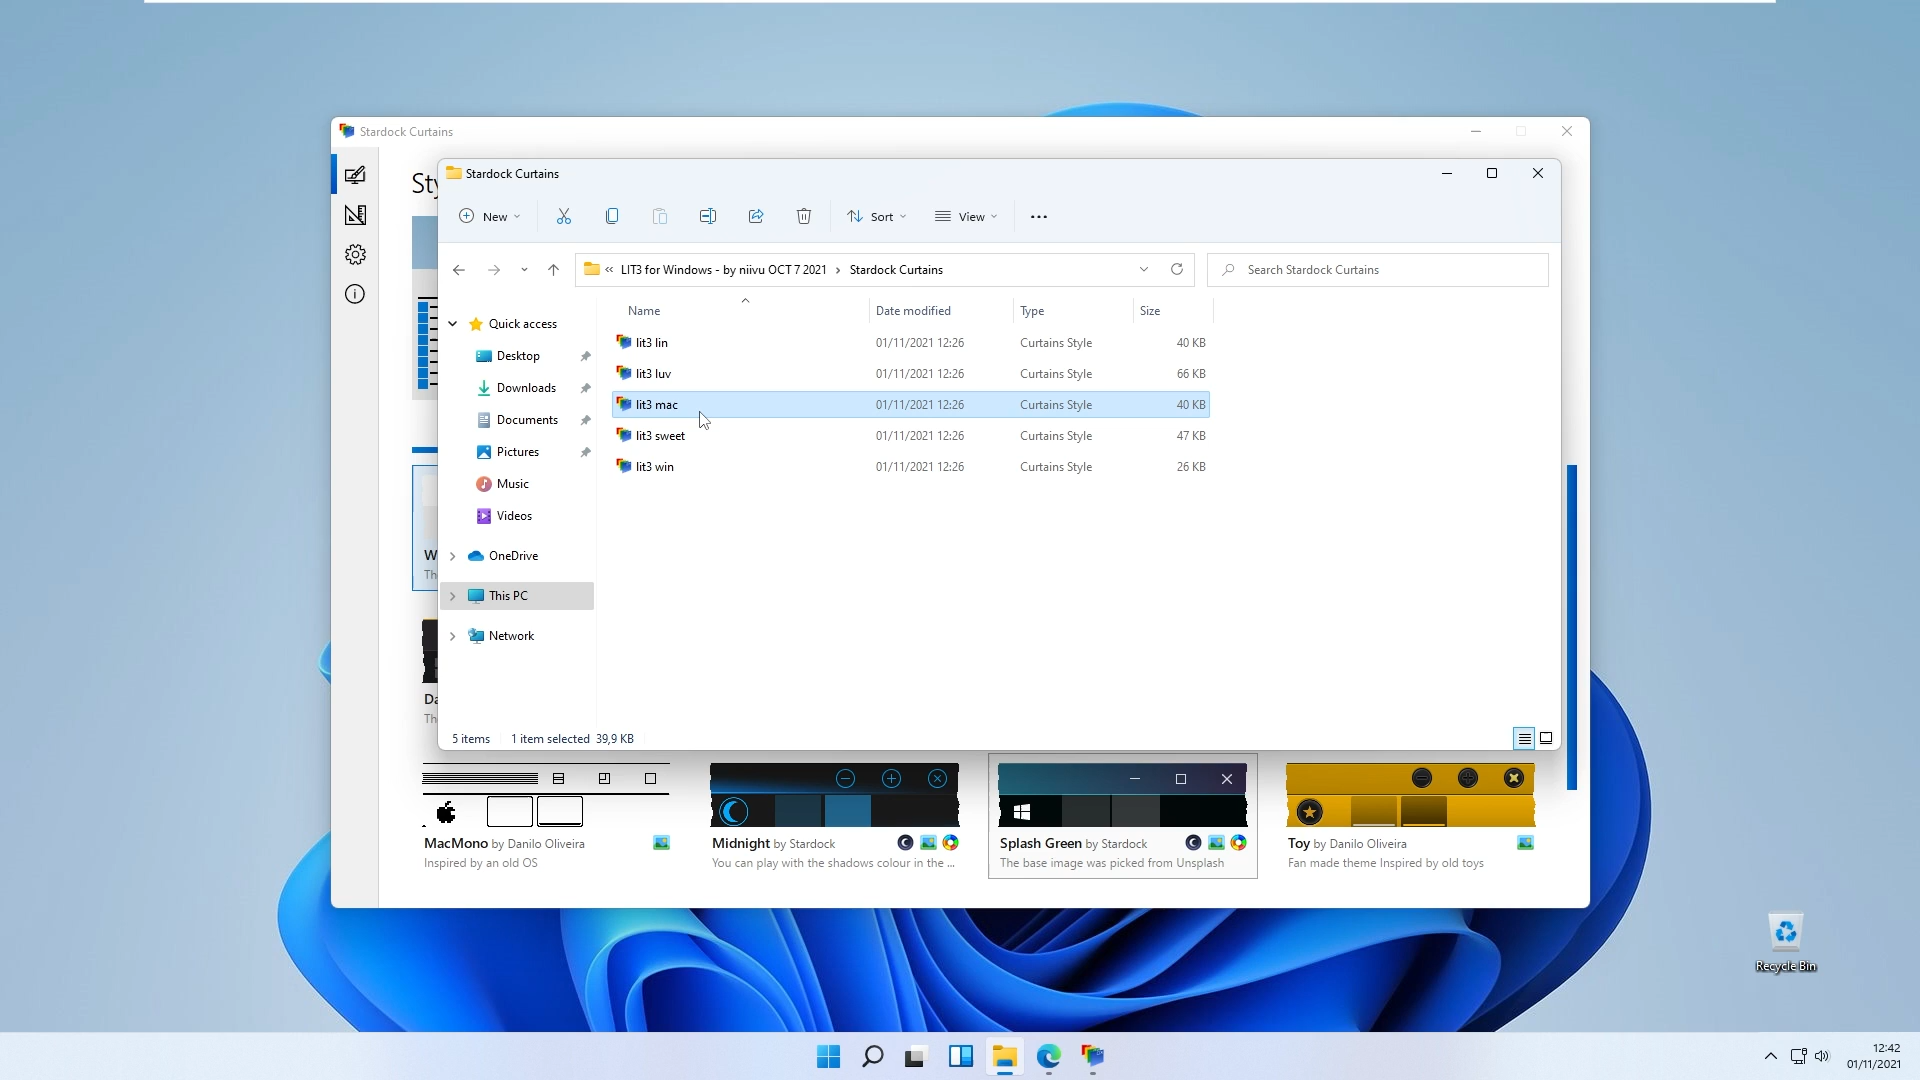 Stardock Curtains
Sty
Stardock Curtains
New
Sort
View
« LIT3 for Windows - by niivu OCT 7 2021 › Stardock Curtains
Search Stardock Curtains
Name
Date modified
Type
Size
Quick access
Desktop
Downloads
Documents
Pictures
Music
Videos
OneDrive
This PC
Network
lit3 lin 01/11/2021 12:26 Curtains Style 40 KB
lit3 luv 01/11/2021 12:26 Curtains Style 66 KB
lit3 mac 01/11/2021 12:26 Curtains Style 40 KB
lit3 sweet 01/11/2021 12:26 Curtains Style 47 KB
lit3 win 01/11/2021 12:26 Curtains Style 26 KB
W
Th
Da
Th
5 items 1 item selected 39,9 KB
MacMono by Danilo Oliveira
Inspired by an old OS
Midnight by Stardock
You can play with the shadows colour in the ...
Splash Green by Stardock
The base image was picked from Unsplash
Toy by Danilo Oliveira
Fan made theme Inspired by old toys
Recycle Bin
12:42
01/11/2021